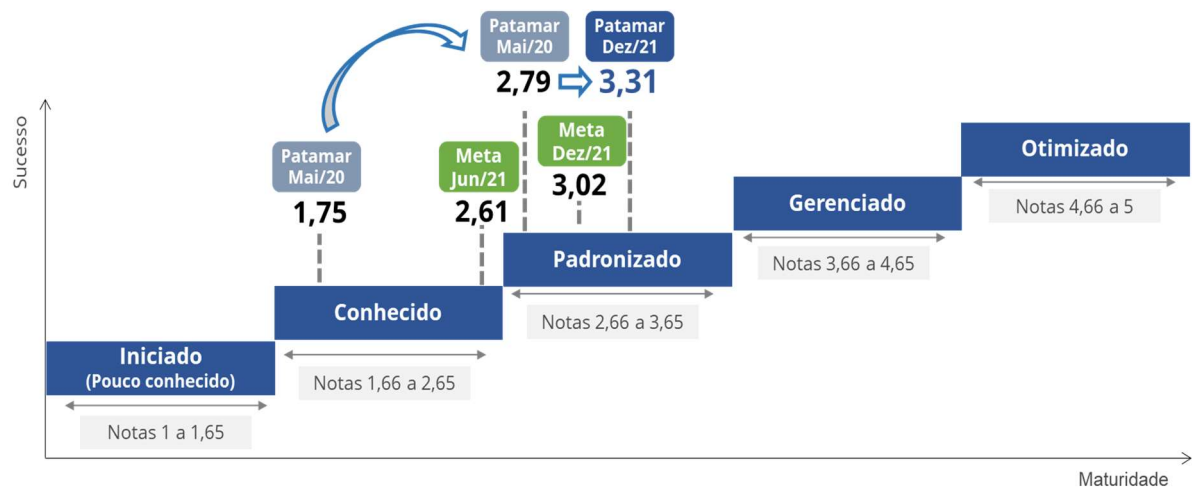 Patamar
Mai/20
2,79
Patamar
Dez/21
3,31
Sucesso
Patamar
Mai/20
1,75
Meta
Jun/21
2,61
Meta
Dez/21
3,02
Otimizado
Notas 4,66 a 5
Gerenciado
Notas 3,66 a 4,65
Padronizado
Notas 2,66 a 3,65
Conhecido
Notas 1,66 a 2,65
Iniciado
(Pouco conhecido)
Notas 1 a 1,65
Maturidade